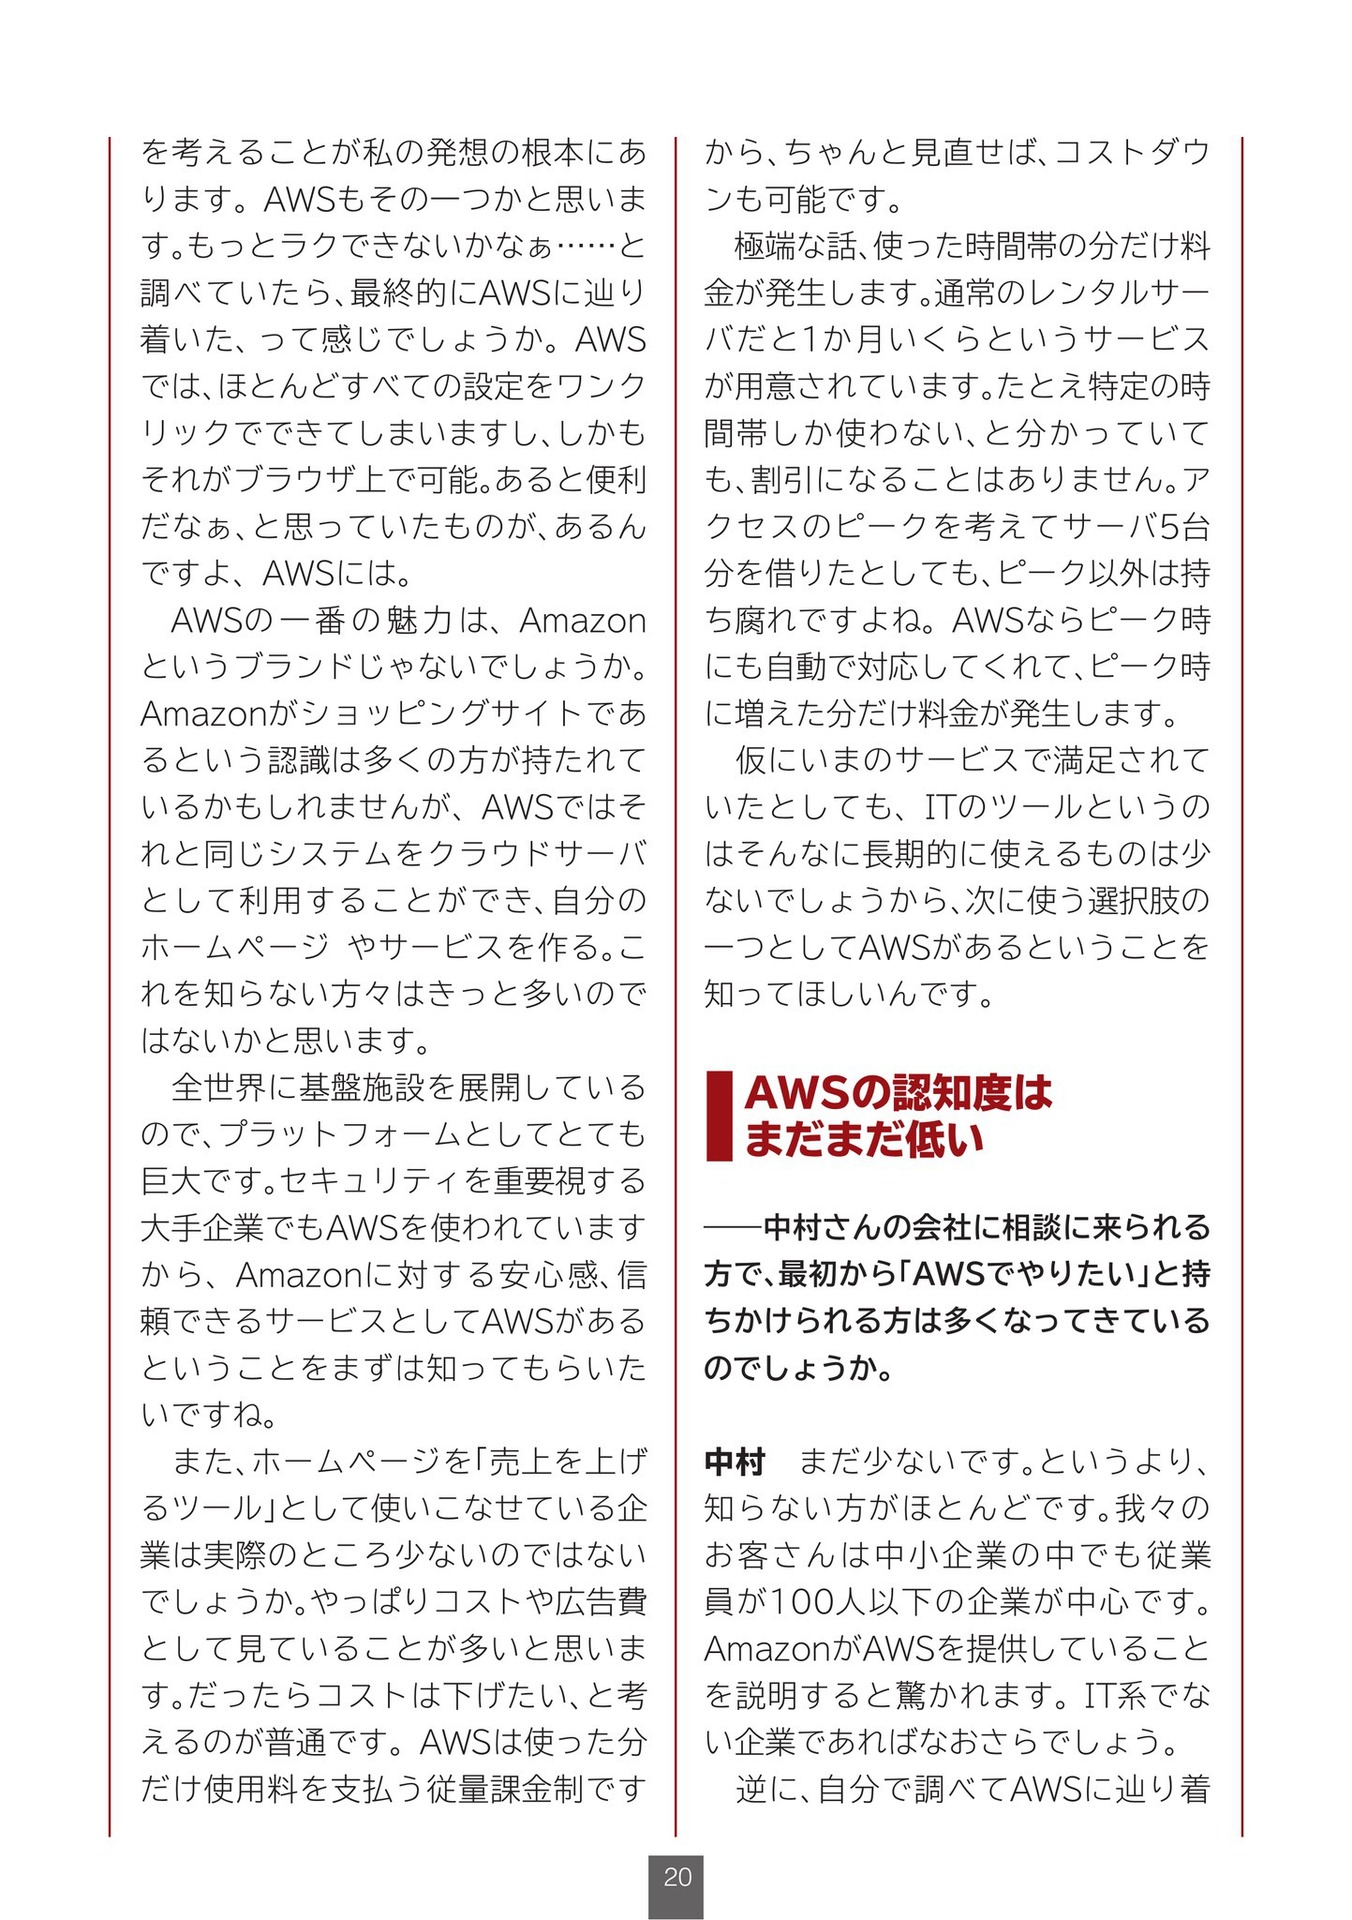 を考えることが私の発想の根本にあ
ります。AWSもその一つかと思いま
す。もっとラクできないかなぁ……と
調べていたら、最終的にAWSに辿り
着いた、って感じでしょうか。AWS
では、ほとんどすべての設定をワンク
リックでできてしまいますし、しかも
それがブラウザ上で可能。あると便利
だなぁ、と思っていたものが、あるん
ですよ、AWSには。
　AWSの一番の魅力は、Amazon
というブランドじゃないでしょうか。
Amazonがショッピングサイトであ
るという認識は多くの方が持たれて
いるかもしれませんが、AWSではそ
れと同じシステムをクラウドサーバ
として利用することができ、自分の
ホームページ やサービスを作る。こ
れを知らない方々はきっと多いので
はないかと思います。
　全世界に基盤施設を展開している
ので、プラットフォームとしてとても
巨大です。セキュリティを重要視する
大手企業でもAWSを使われています
から、Amazonに対する安心感、信
頼できるサービスとしてAWSがある
ということをまずは知ってもらいた
いですね。
　また、ホームページを「売上を上げ
るツール」として使いこなせている企
業は実際のところ少ないのではない
でしょうか。やっぱりコストや広告費
として見ていることが多いと思いま
す。だったらコストは下げたい、と考
えるのが普通です。AWSは使った分
だけ使用料を支払う従量課金制です
から、ちゃんと見直せば、コストダウ
ンも可能です。
　極端な話、使った時間帯の分だけ料
金が発生します。通常のレンタルサー
バだと1か月いくらというサービス
が用意されています。たとえ特定の時
間帯しか使わない、と分かっていて
も、割引になることはありません。ア
クセスのピークを考えてサーバ5台
分を借りたとしても、ピーク以外は持
ち腐れですよね。AWSならピーク時
にも自動で対応してくれて、ピーク時
に増えた分だけ料金が発生します。
　仮にいまのサービスで満足されて
いたとしても、ITのツールというの
はそんなに長期的に使えるものは少
ないでしょうから、次に使う選択肢の
一つとしてAWSがあるということを
知ってほしいんです。
AWSの認知度は
まだまだ低い
――中村さんの会社に相談に来られる
方で、最初から「AWSでやりたい」と持
ちかけられる方は多くなってきている
のでしょうか。
中村　まだ少ないです。というより、
知らない方がほとんどです。我々の
お客さんは中小企業の中でも従業
員が100人以下の企業が中心です。
AmazonがAWSを提供していること
を説明すると驚かれます。IT系でな
い企業であればなおさらでしょう。
　逆に、自分で調べてAWSに辿り着
20